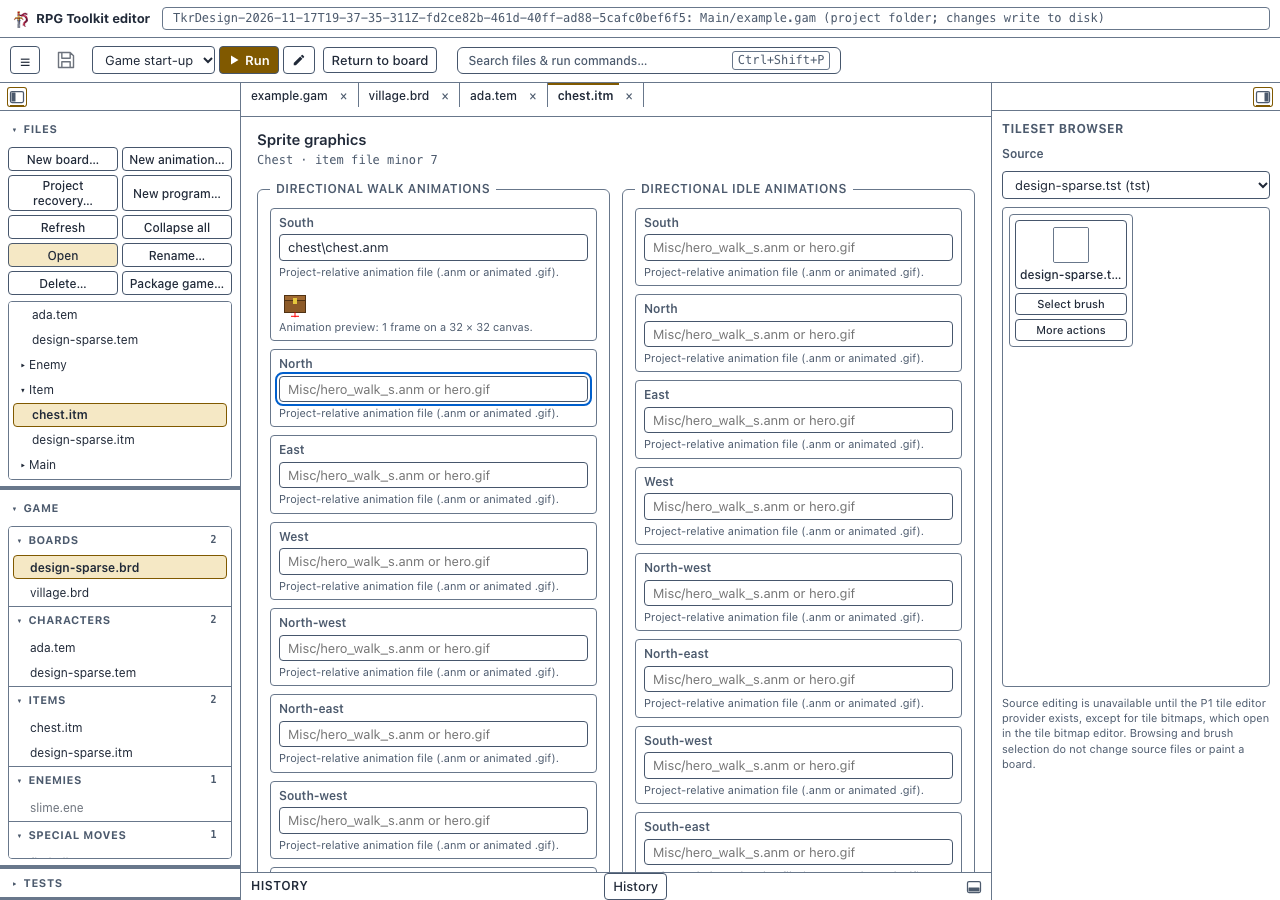 RPG Toolkit editor
TkrDesign-2026-11-17T19-37-35-311Z-fd2ce82b-461d-40ff-ad88-5cafc0bef6f5: Main/example.gam (project folder; changes write to disk)
Game start-up
Run
Return to board
Search files & run commands...
Ctrl+Shift+P
FILES
New board...
New animation...
Project recovery...
New program...
Refresh
Collapse all
Open
Rename...
Delete...
Package game...
ada.tem
design-sparse.tem
Enemy
Item
chest.itm
design-sparse.itm
Main
GAME
BOARDS 2
design-sparse.brd
village.brd
CHARACTERS 2
ada.tem
design-sparse.tem
ITEMS 2
chest.itm
design-sparse.itm
ENEMIES 1
slime.ene
SPECIAL MOVES 1
TESTS
example.gam ×
village.brd ×
ada.tem ×
chest.itm ×
Sprite graphics
Chest · item file minor 7
DIRECTIONAL WALK ANIMATIONS
South
chest\chest.anm
Project-relative animation file (.anm or animated .gif).
Animation preview: 1 frame on a 32 × 32 canvas.
North
Misc/hero_walk_s.anm or hero.gif
Project-relative animation file (.anm or animated .gif).
East
Misc/hero_walk_s.anm or hero.gif
Project-relative animation file (.anm or animated .gif).
West
Misc/hero_walk_s.anm or hero.gif
Project-relative animation file (.anm or animated .gif).
North-west
Misc/hero_walk_s.anm or hero.gif
Project-relative animation file (.anm or animated .gif).
North-east
Misc/hero_walk_s.anm or hero.gif
Project-relative animation file (.anm or animated .gif).
South-west
Misc/hero_walk_s.anm or hero.gif
Project-relative animation file (.anm or animated .gif).
DIRECTIONAL IDLE ANIMATIONS
South
Misc/hero_walk_s.anm or hero.gif
Project-relative animation file (.anm or animated .gif).
North
Misc/hero_walk_s.anm or hero.gif
Project-relative animation file (.anm or animated .gif).
East
Misc/hero_walk_s.anm or hero.gif
Project-relative animation file (.anm or animated .gif).
West
Misc/hero_walk_s.anm or hero.gif
Project-relative animation file (.anm or animated .gif).
North-west
Misc/hero_walk_s.anm or hero.gif
Project-relative animation file (.anm or animated .gif).
North-east
Misc/hero_walk_s.anm or hero.gif
Project-relative animation file (.anm or animated .gif).
South-west
Misc/hero_walk_s.anm or hero.gif
Project-relative animation file (.anm or animated .gif).
South-east
Misc/hero_walk_s.anm or hero.gif
HISTORY
History
TILESET BROWSER
Source
design-sparse.tst (tst)
design-sparse.t...
Select brush
More actions
Source editing is unavailable until the P1 tile editor
provider exists, except for tile bitmaps, which open
in the tile bitmap editor. Browsing and brush
selection do not change source files or paint a
board.